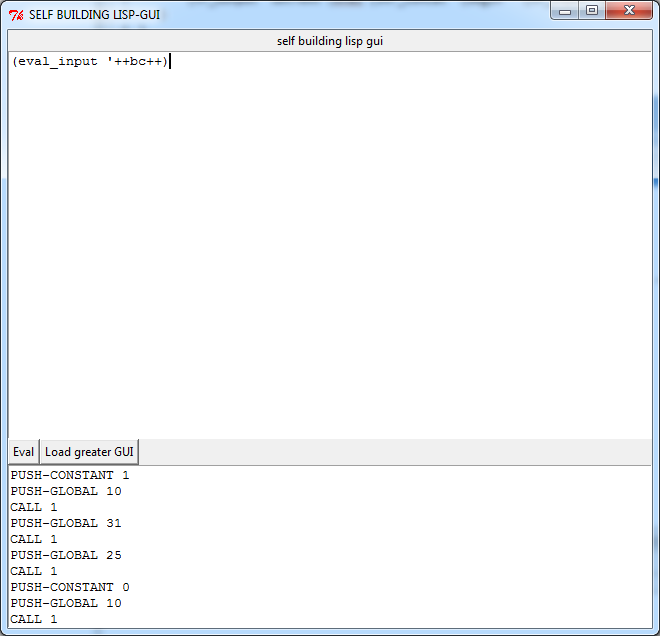 SELF BUILDING LISP-GUI
self building lisp gui
(eval_input '++bc++)
Eval
Load greater GUI
PUSH-CONSTANT 1
PUSH-GLOBAL 10
CALL 1
PUSH-GLOBAL 31
CALL 1
PUSH-GLOBAL 25
CALL 1
PUSH-CONSTANT 0
PUSH-GLOBAL 10
CALL 1